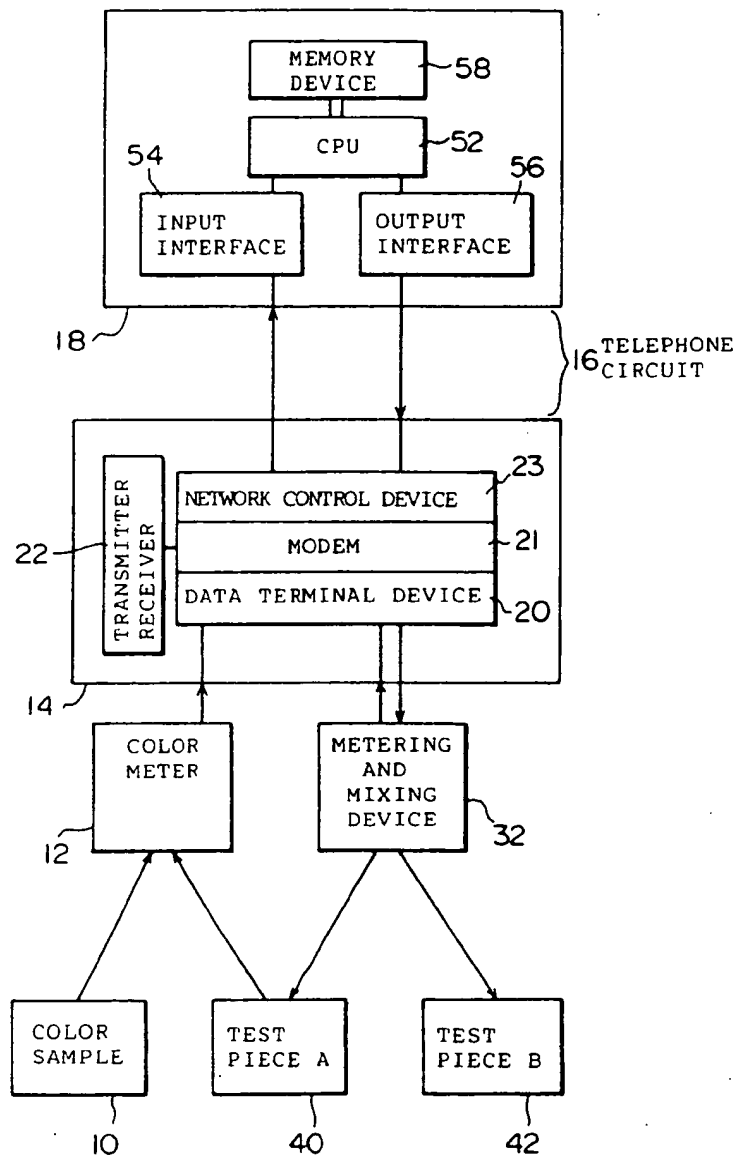 MEMORY
DEVICE
58
CPU
52
54
56
INPUT
INTERFACE
OUTPUT
INTERFACE
18
16 TELEPHONE
CIRCUIT
23
NETWORK CONTROL DEVICE
22
TRANSMITTER
RECEIVER
MODEM
21
DATA TERMINAL DEVICE
20
14
COLOR
METER
METERING
AND
MIXING
DEVICE
12
32
COLOR
SAMPLE
TEST
PIECE A
TEST
PIECE B
10
40
42